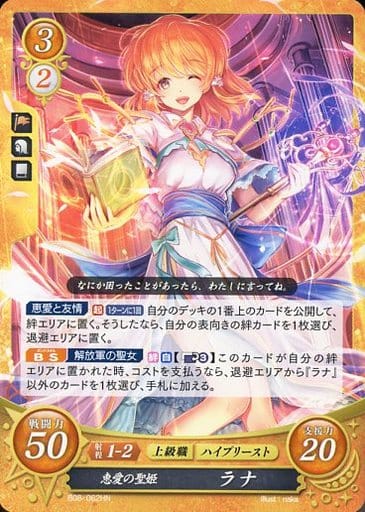 3
2
なにか困ったことがあったら、わたしに言ってね。
恵愛と友情 起 1ターンに1回 自分のデッキの1番上のカードを公開して、
絆エリアに置く。そうしたなら、自分の表向きの絆カードを1枚選び、
退避エリアに置く。
BS 解放軍の聖女 絆 自 【3】このカードが自分の絆
エリアに置かれた時、コストを支払うなら、退避エリアから『ラナ』
以外のカードを1枚選び、手札に加える。
戦闘力
50
射程 1-2 上級職 ハイプリースト
支援力
20
恵愛の聖姫 ラナ
B08-062HN
Illust: